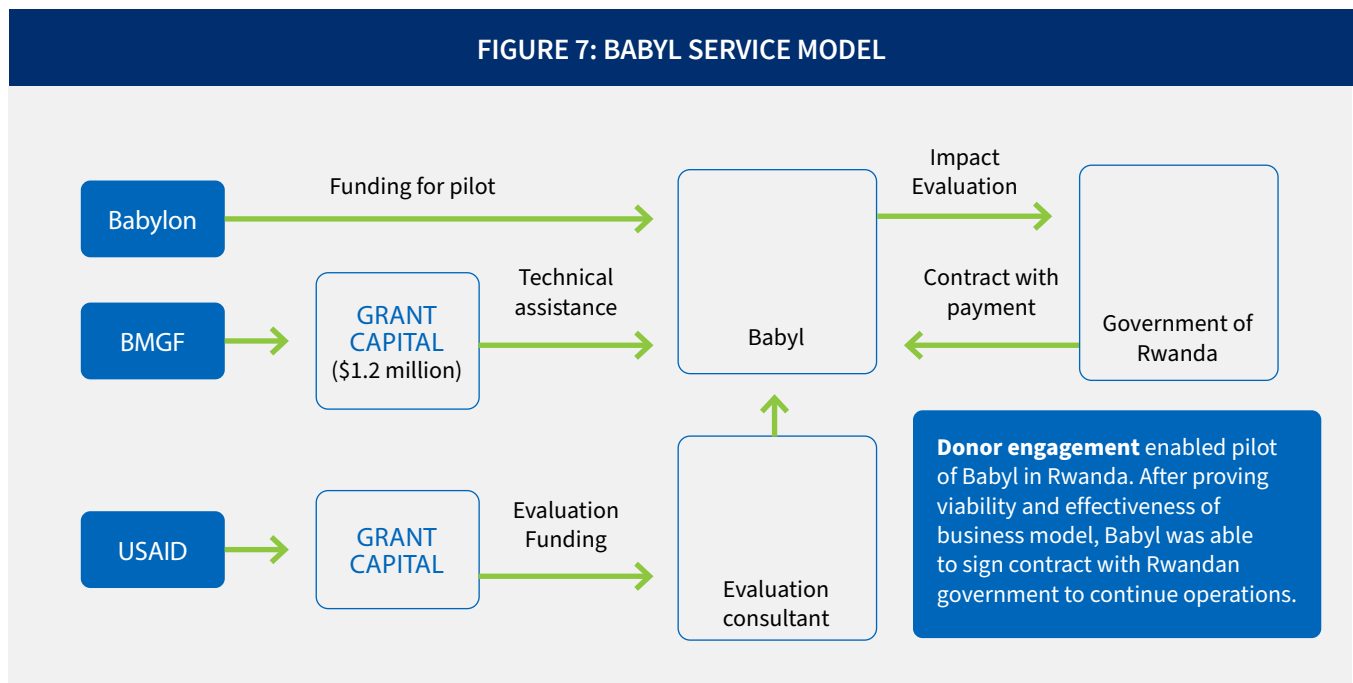 FIGURE 7: BABYL SERVICE MODEL
Babylon
Funding for pilot
BMGF
GRANT
CAPITAL
($1.2 million)
Technical
assistance
Babyl
Impact
Evaluation
Contract with
payment
Government of
Rwanda
USAID
GRANT
CAPITAL
Evaluation
Funding
Evaluation
consultant
Donor engagement enabled pilot
of Babyl in Rwanda. After proving
viability and effectiveness of
business model, Babyl was able
to sign contract with Rwandan
government to continue operations.